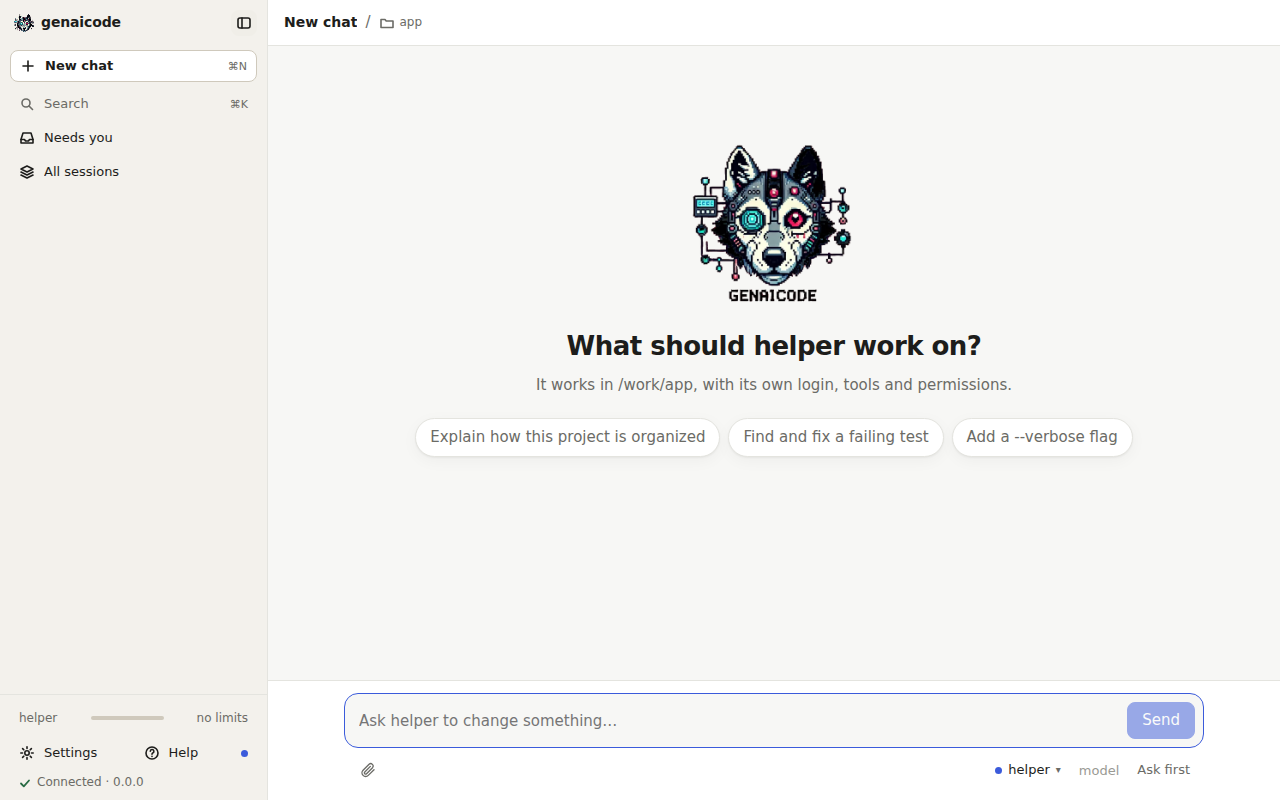 genaicode
New chat ⌘N
Search ⌘K
Needs you
All sessions
helper no limits
Settings Help
Connected · 0.0.0
New chat / app
GENAICODE
What should helper work on?
It works in /work/app, with its own login, tools and permissions.
Explain how this project is organized
Find and fix a failing test
Add a --verbose flag
Ask helper to change something...
Send
helper model Ask first